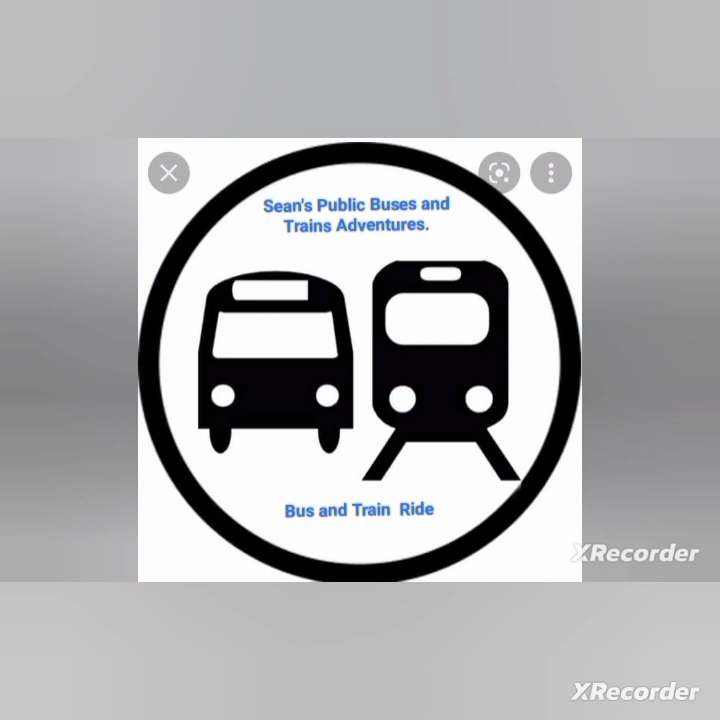 Sean's Public Buses and
Trains Adventures.
Bus and Train Ride
XRecorder
XRecorder